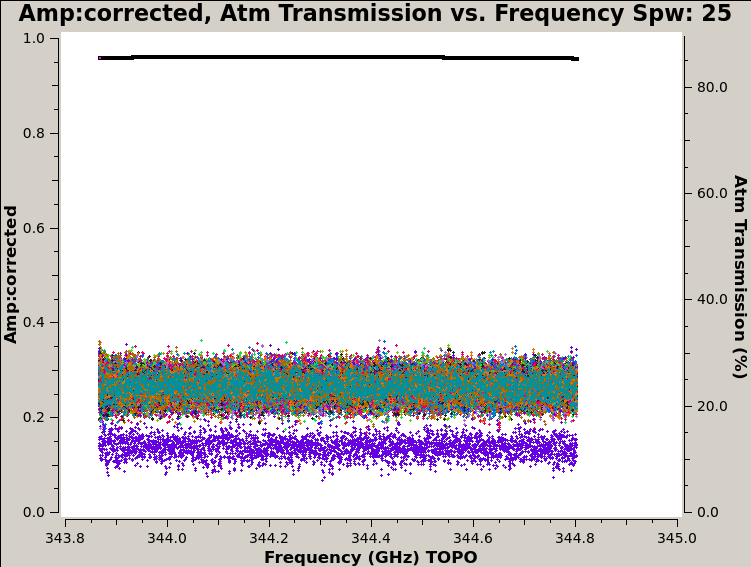 Amp:corrected, Atm Transmission vs. Frequency Spw: 25
1.0
0.8
0.6
0.4
0.2
0.0
Amp:corrected
80.0
60.0
40.0
20.0
0.0
Atm Transmission (%)
343.8 344.0 344.2 344.4 344.6 344.8 345.0
Frequency (GHz) TOPO